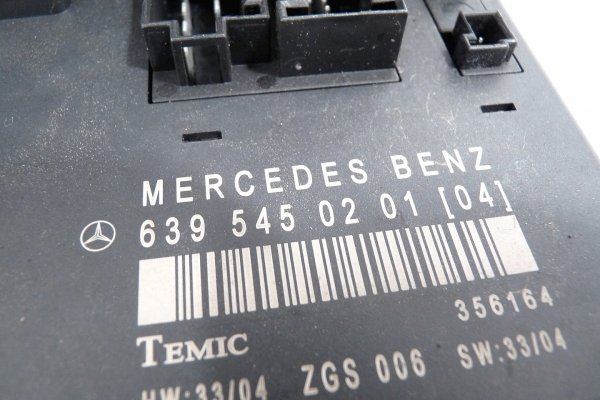 MERCEDES BENZ
639 545 02 01 [04]
356164
TEMIC
HW:33/04 ZGS 006 SW:33/04